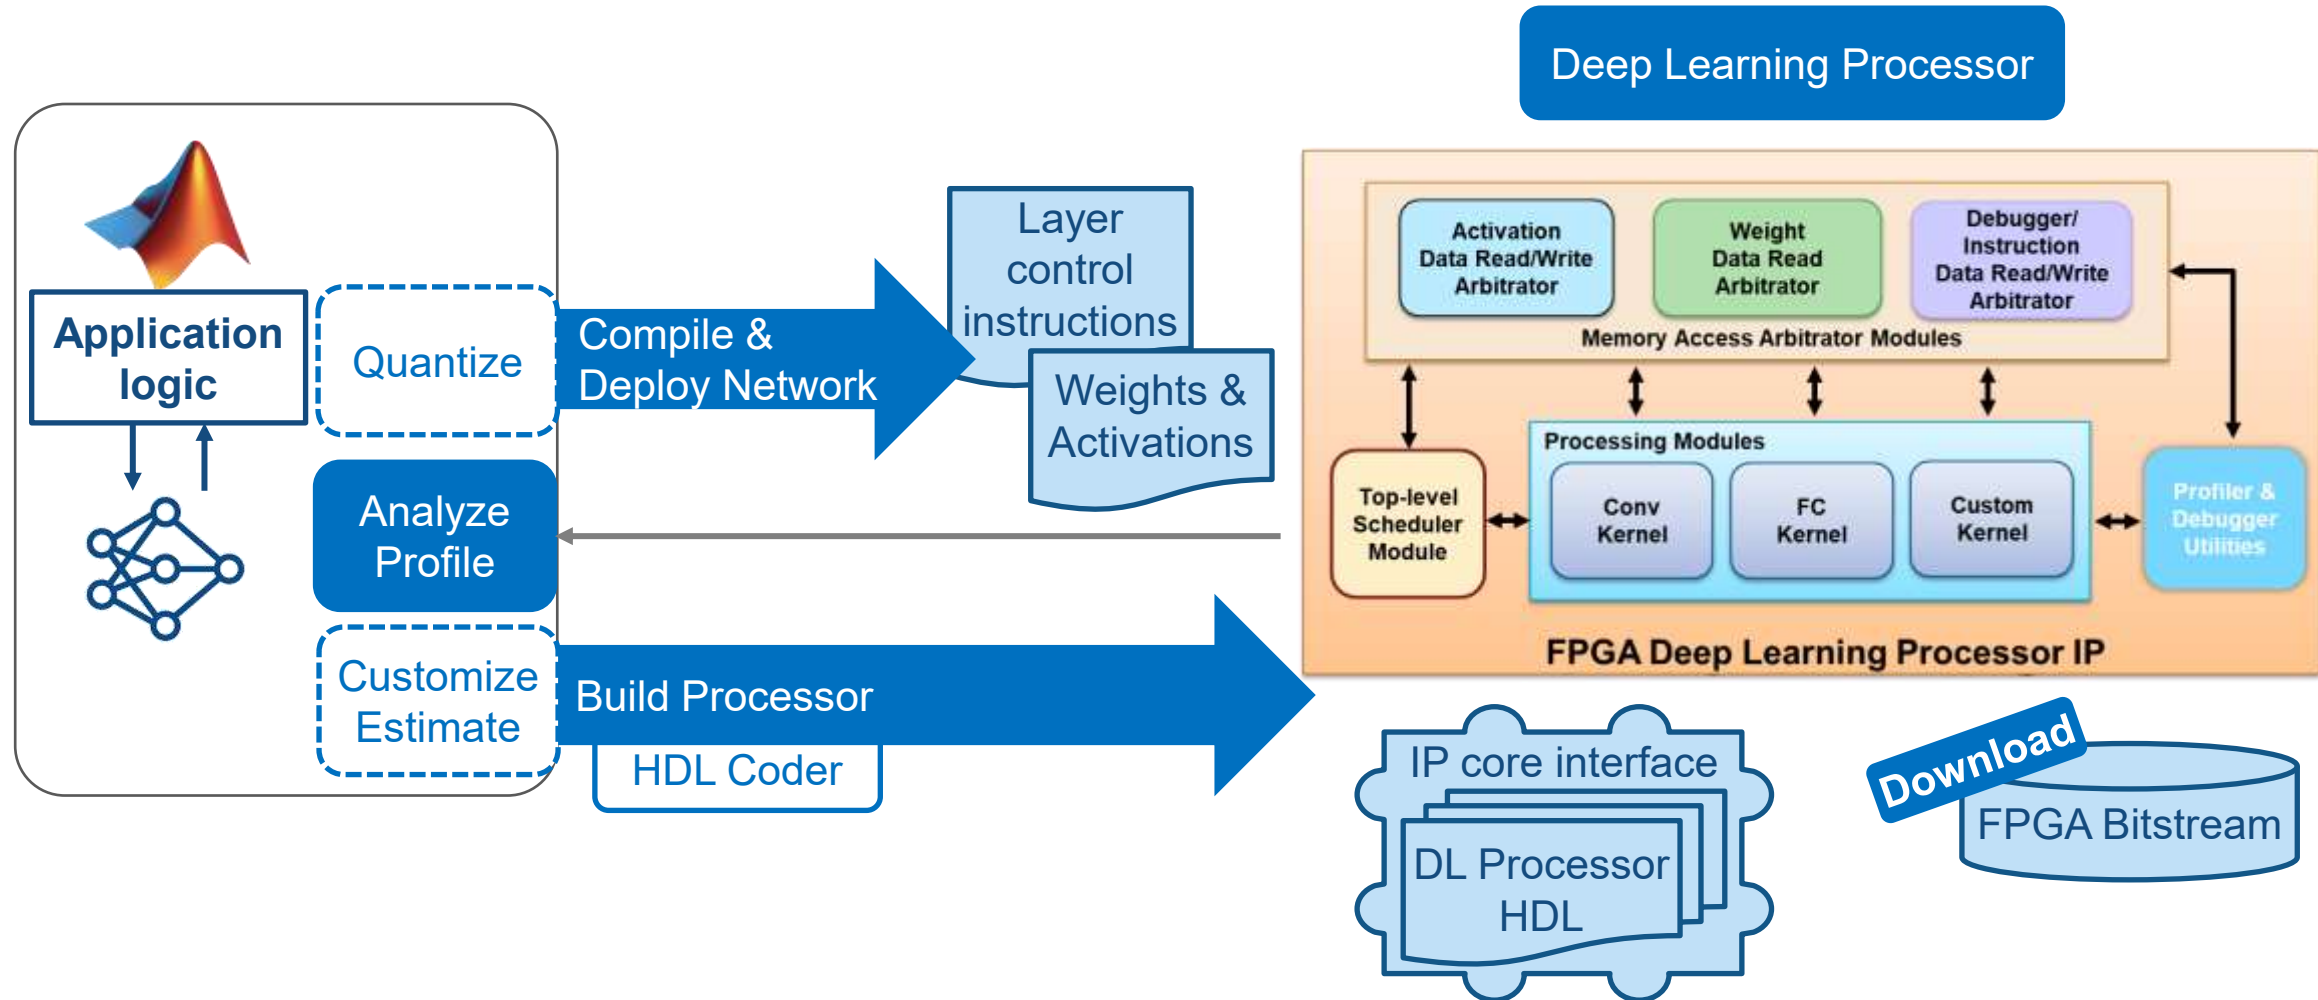 Deep Learning Processor
Application
logic
Quantize
Compile &
Deploy Network
Layer
control
instructions
Weights &
Activations
Analyze
Profile
Customize
Estimate
Build Processor
HDL Coder
Activation
Data Read/Write
Arbitrator
Weight
Data Read
Arbitrator
Debugger/
Instruction
Data Read/Write
Arbitrator
Memory Access Arbitrator Modules
Processing Modules
Top-level
Scheduler
Module
Conv
Kernel
FC
Kernel
Custom
Kernel
Profiler &
Debugger
Utilities
FPGA Deep Learning Processor IP
IP core interface
DL Processor
HDL
Download
FPGA Bitstream